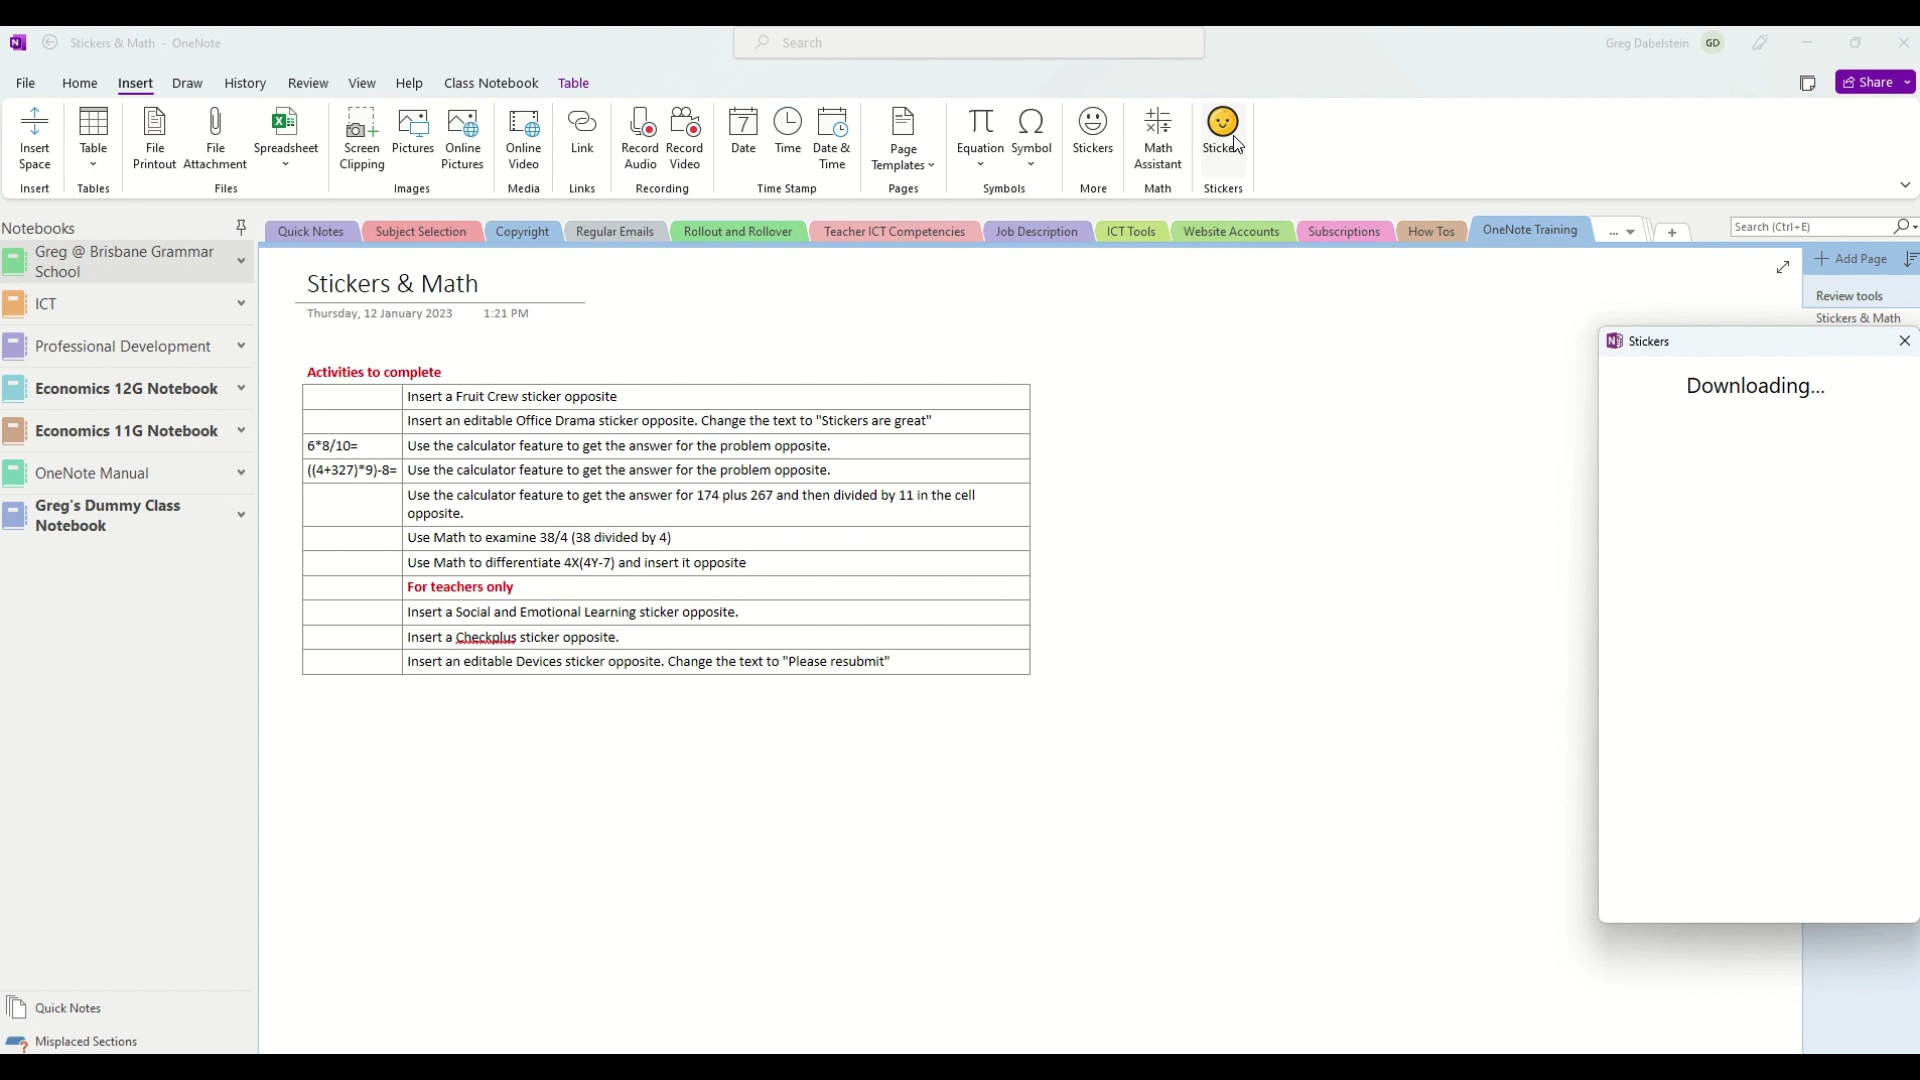 Stickers & Math - OneNote
Search
Greg Dabelstein
GD
File Home Insert Draw History Review View Help Class Notebook Table
Share
Insert Space
Table
File Printout
File Attachment
Spreadsheet
Screen Clipping
Pictures
Online Pictures
Online Video
Link
Record Audio
Record Video
7
Date
Time
Date & Time
Page Templates
Equation
Symbol
Stickers
Math Assistant
Insert Tables Files Images Media Links Recording Time Stamp Pages Symbols More Math Stickers
Notebooks
Quick Notes Subject Selection Copyright Regular Emails Rollout and Rollover Teacher ICT Competencies Job Description ICT Tools Website Accounts Subscriptions How Tos OneNote Training ...
Search (Ctrl+E)
Greg @ Brisbane Grammar
School
ICT
Professional Development
Economics 12G Notebook
Economics 11G Notebook
OneNote Manual
Greg's Dummy Class
Notebook
Quick Notes
Misplaced Sections
Stickers & Math
Thursday, 12 January 2023 1:21 PM
Activities to complete
Insert a Fruit Crew sticker opposite
Insert an editable Office Drama sticker opposite. Change the text to "Stickers are great"
6*8/10= Use the calculator feature to get the answer for the problem opposite.
((4+327)*9)-8= Use the calculator feature to get the answer for the problem opposite.
Use the calculator feature to get the answer for 174 plus 267 and then divided by 11 in the cell
opposite.
Use Math to examine 38/4 (38 divided by 4)
Use Math to differentiate 4X(4Y-7) and insert it opposite
For teachers only
Insert a Social and Emotional Learning sticker opposite.
Insert a Checkplus sticker opposite.
Insert an editable Devices sticker opposite. Change the text to "Please resubmit"
Add Page
Review tools
Stickers & Math
Stickers
Downloading...